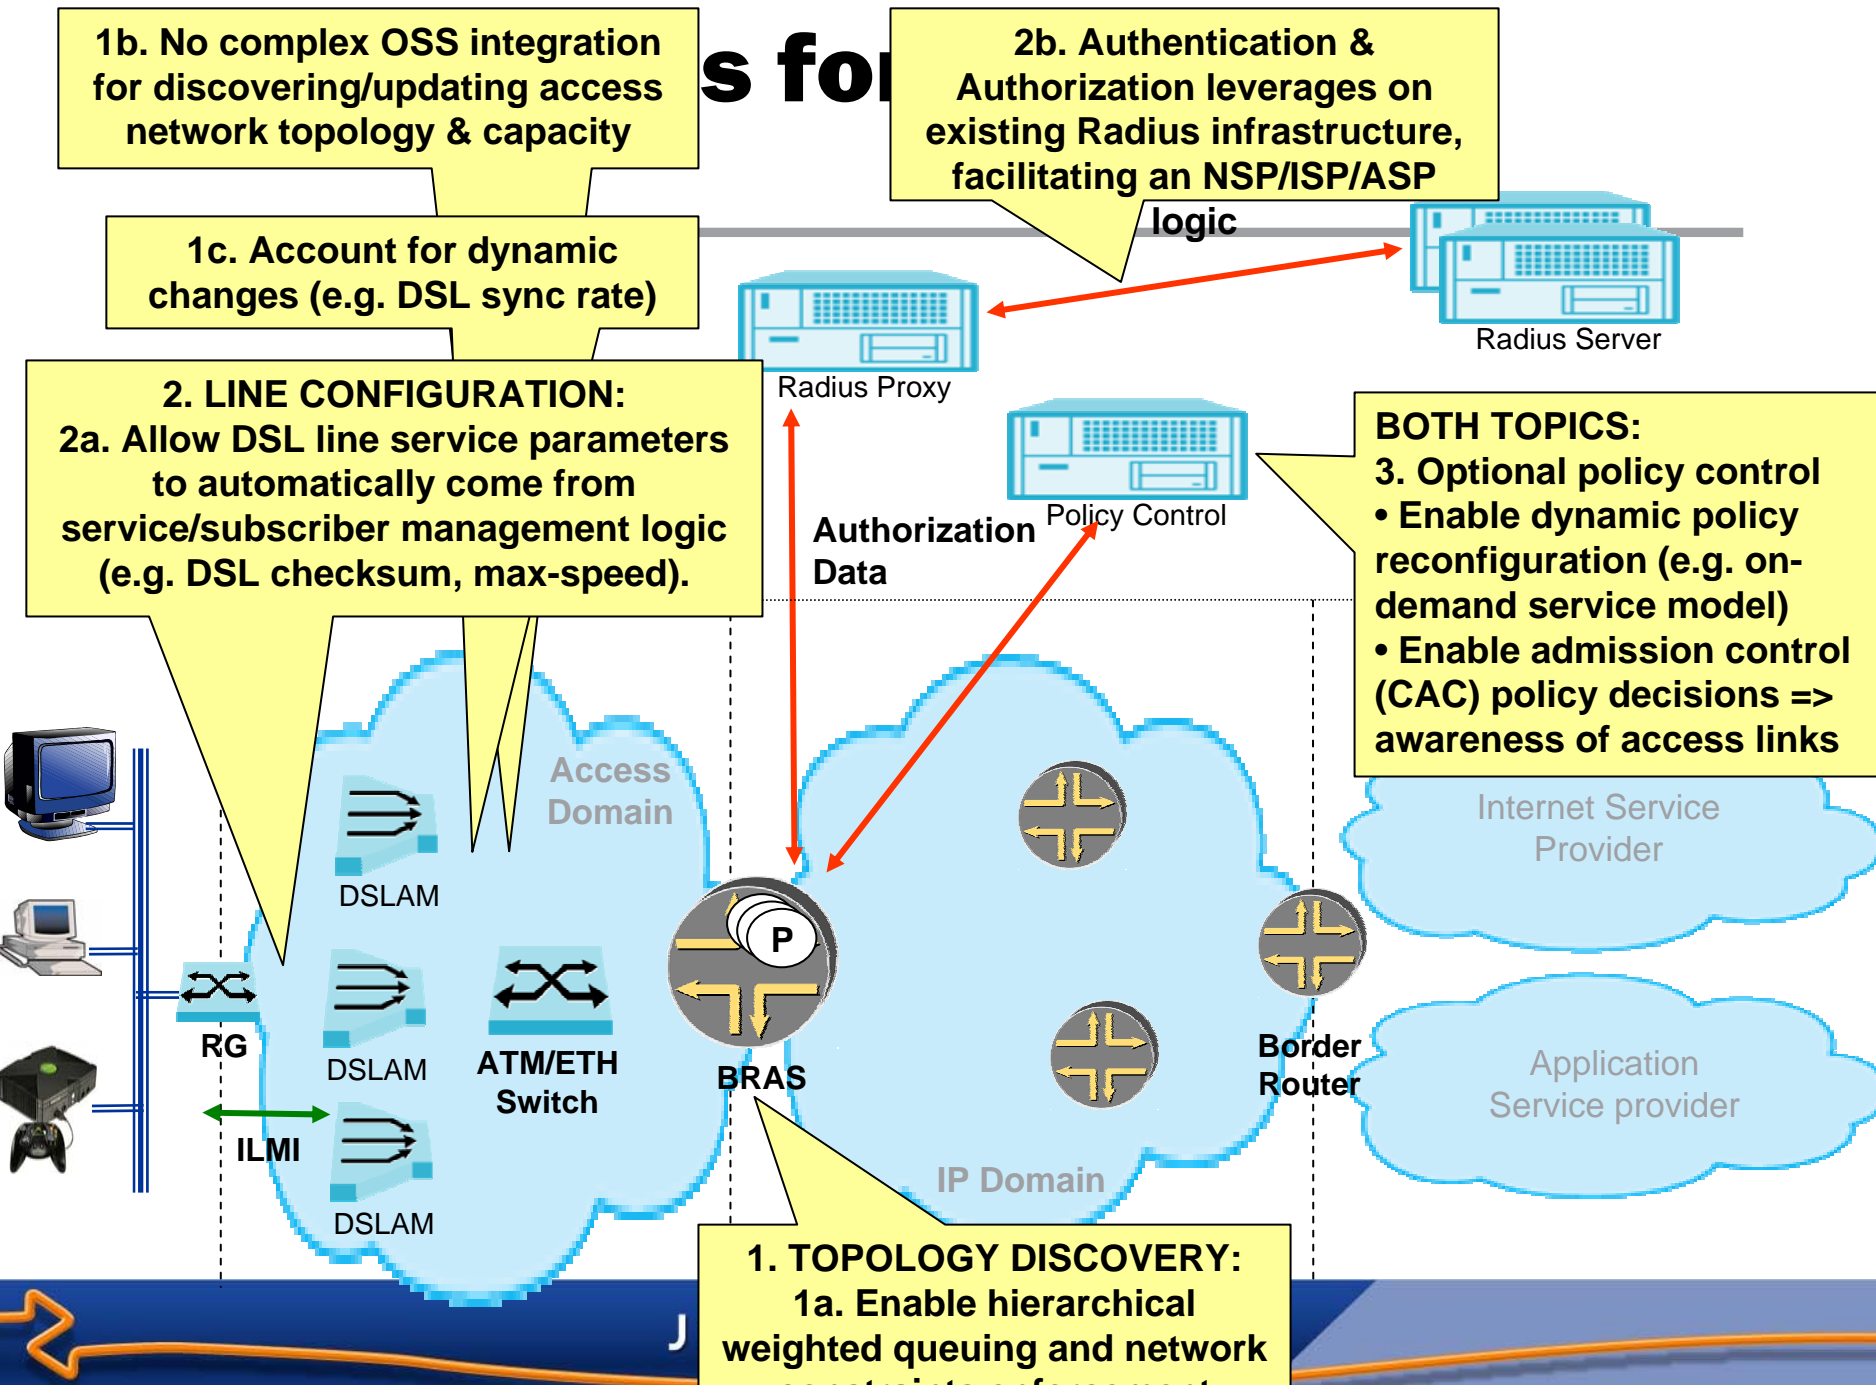 1b. No complex OSS integration
for discovering/updating access
network topology & capacity
s for
2b. Authentication &
Authorization leverages on
existing Radius infrastructure,
facilitating an NSP/ISP/ASP
logic
1c. Account for dynamic
changes (e.g. DSL sync rate)
Radius Server
Radius Proxy
2. LINE CONFIGURATION:
2a. Allow DSL line service parameters
to automatically come from
service/subscriber management logic
(e.g. DSL checksum, max-speed).
Policy Control
Authorization
Data
BOTH TOPICS:
3. Optional policy control
• Enable dynamic policy
reconfiguration (e.g. on-
demand service model)
• Enable admission control
(CAC) policy decisions =>
awareness of access links
Access
Domain
Internet Service
Provider
DSLAM
P
RG
DSLAM
ATM/ETH
Switch
BRAS
Border
Router
Application
Service provider
ILMI
DSLAM
IP Domain
1. TOPOLOGY DISCOVERY:
1a. Enable hierarchical
weighted queuing and network
constraints enforcement
J